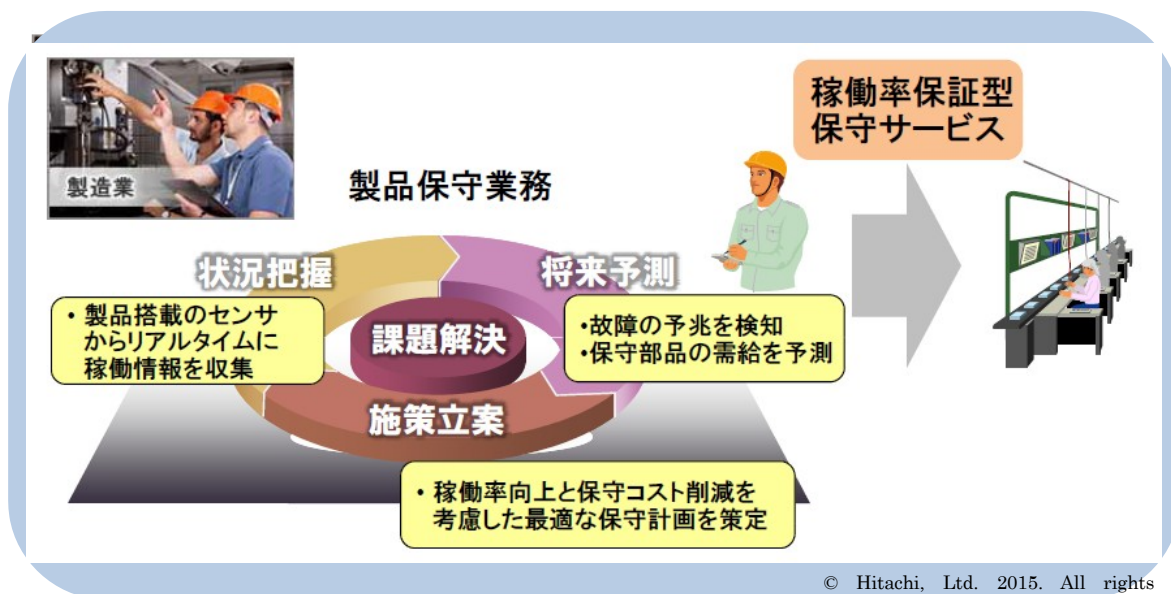 稼働率保証型
保守サービス
製造業
製品保守業務
状況把握
将来予測
・製品搭載のセンサ
からリアルタイムに
稼働情報を収集
課題解決
・故障の予兆を検知
・保守部品の需給を予測
施策立案
・稼働率向上と保守コスト削減を
考慮した最適な保守計画を策定
© Hitachi, Ltd. 2015. All rights